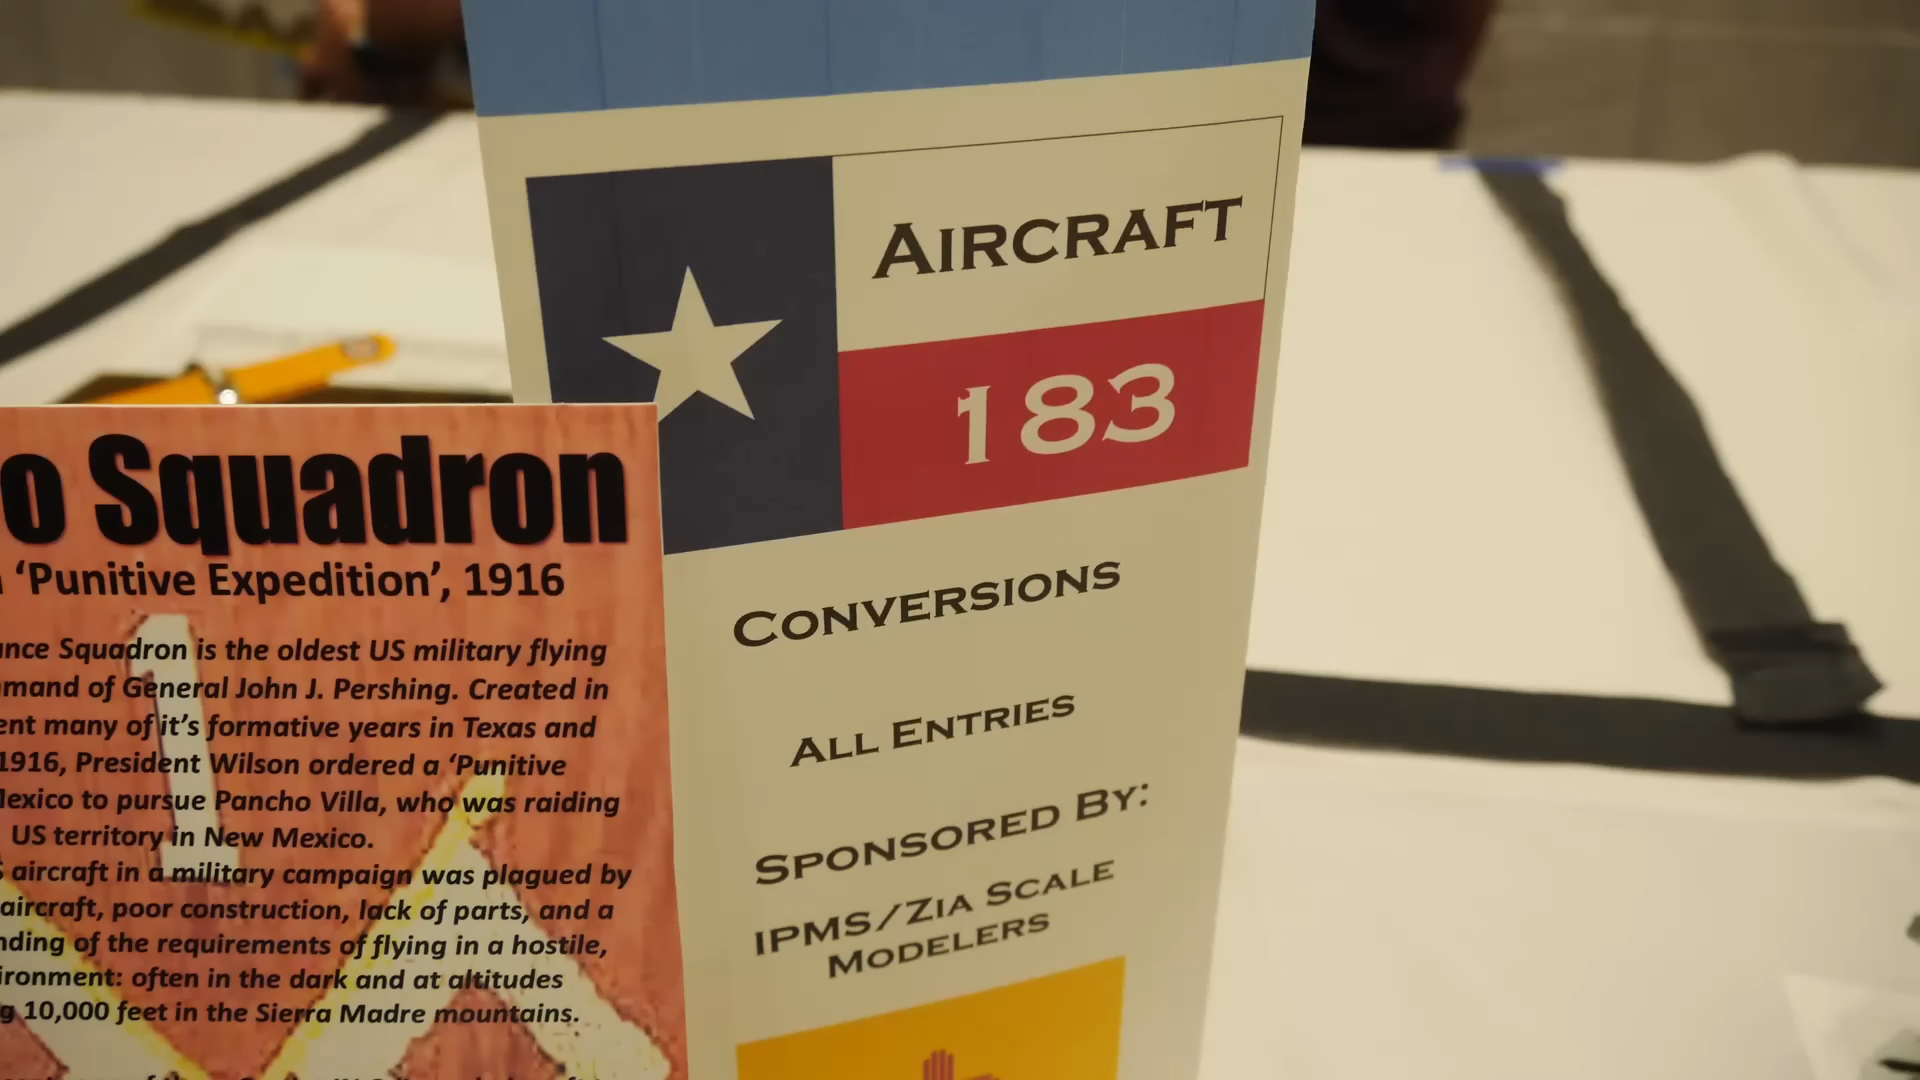 AIRCRAFT
183
CONVERSIONS
ALL ENTRIES
SPONSORED BY:
IPMS/ZIA SCALE
MODELERS
o Squadron
'Punitive Expedition', 1916
nce Squadron is the oldest US military flying
mand of General John J. Pershing. Created in
ent many of it's formative years in Texas and
1916, President Wilson ordered a 'Punitive
exico to pursue Pancho Villa, who was raiding
US territory in New Mexico.
aircraft in a military campaign was plagued by
aircraft, poor construction, lack of parts, and a
nding of the requirements of flying in a hostile,
ironment: often in the dark and at altitudes
g 10,000 feet in the Sierra Madre mountains.